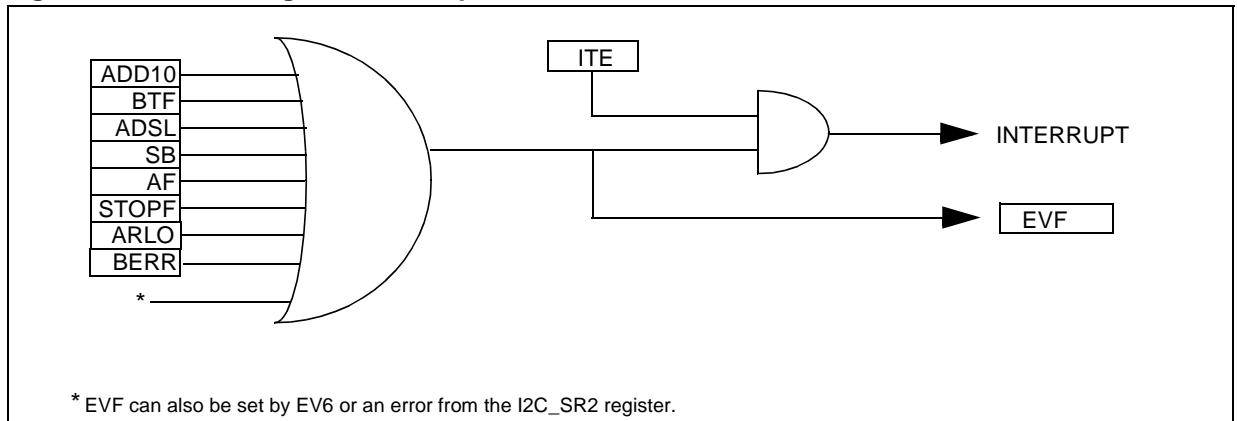 ITE
ADD10
BTF
ADSL
SB
AF
STOPF
ARLO
BERR
*
INTERRUPT
EVF
* EVF can also be set by EV6 or an error from the I2C_SR2 register.